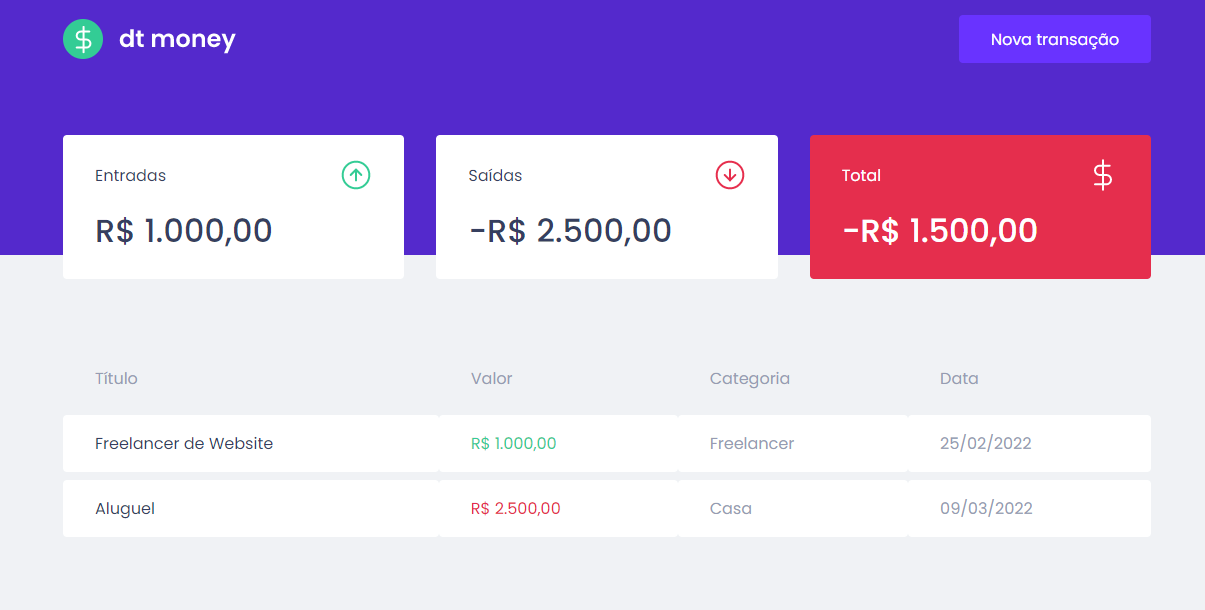 $ dt money
Nova transação
Entradas
R$ 1.000,00
Saídas
-R$ 2.500,00
Total $
-R$ 1.500,00
Título Valor Categoria Data
Freelancer de Website R$ 1.000,00 Freelancer 25/02/2022
Aluguel R$ 2.500,00 Casa 09/03/2022